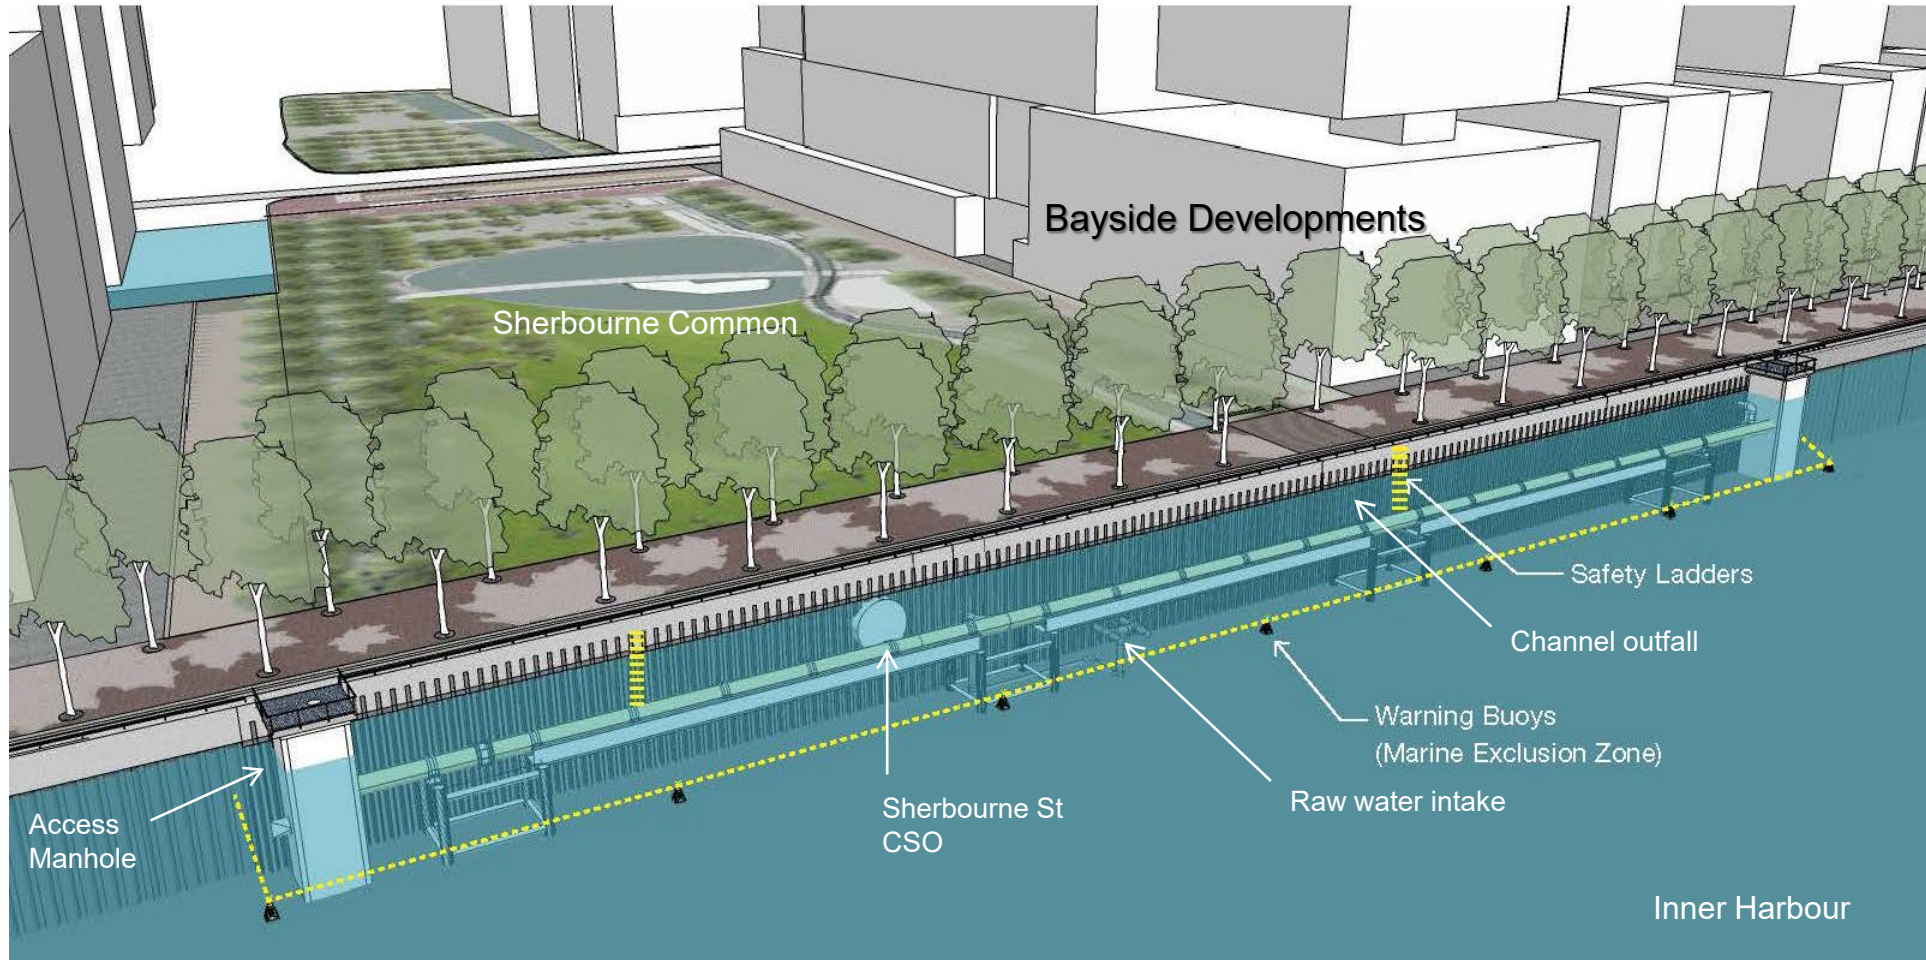 Bayside Developments
Sherbourne Common
Safety Ladders
Channel outfall
Warning Buoys
(Marine Exclusion Zone)
Raw water intake
Sherbourne St
CSO
Access
Manhole
Inner Harbour